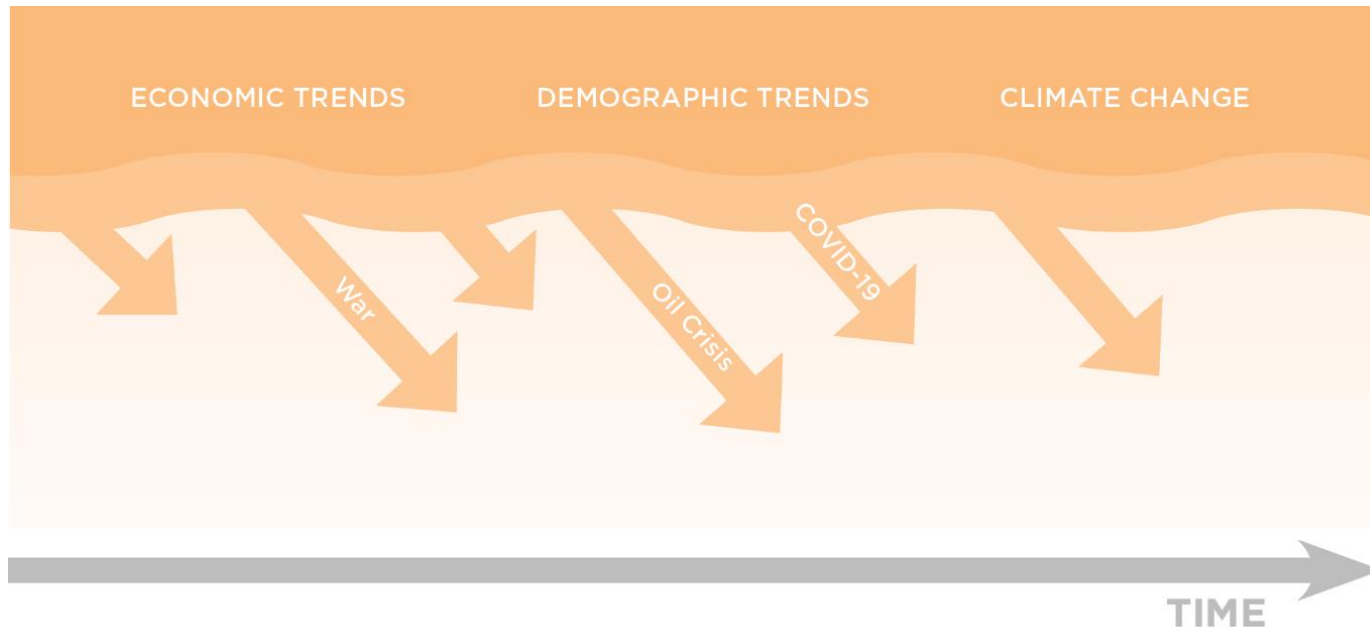 ECONOMIC TRENDS
DEMOGRAPHIC TRENDS
CLIMATE CHANGE
War
Oil Crisis
COVID-19
TIME